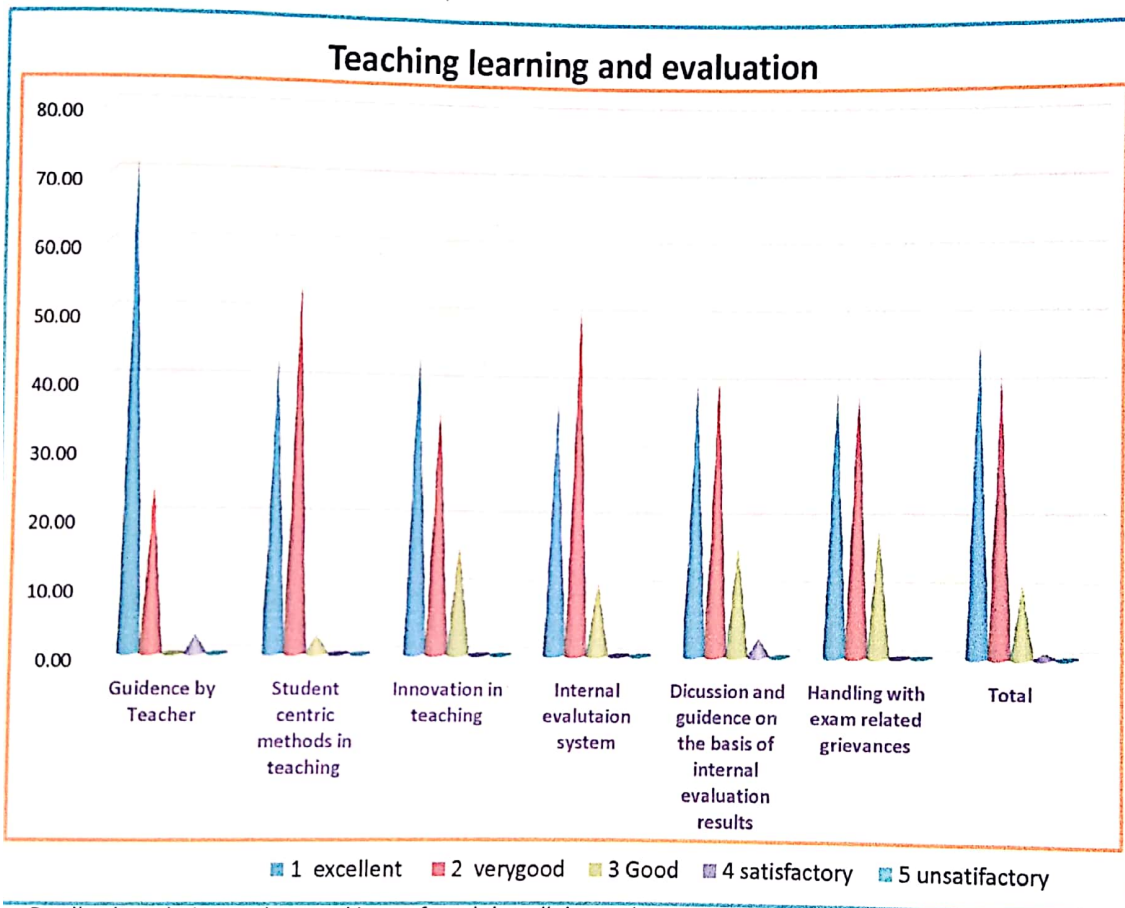 Teaching learning and evaluation
80.00
70.00
60.00
50.00
40.00
30.00
20.00
10.00
0.00
Guidence by
Teacher
Student
centric
methods in
teaching
Innovation in
teaching
Internal
evalutaion
system
Dicussion and
guidence on
the basis of
internal
evaluation
results
Handling with
exam related
grievances
Total
1 excellent 2 verygood 3 Good 4 satisfactory 5 unsatifactory